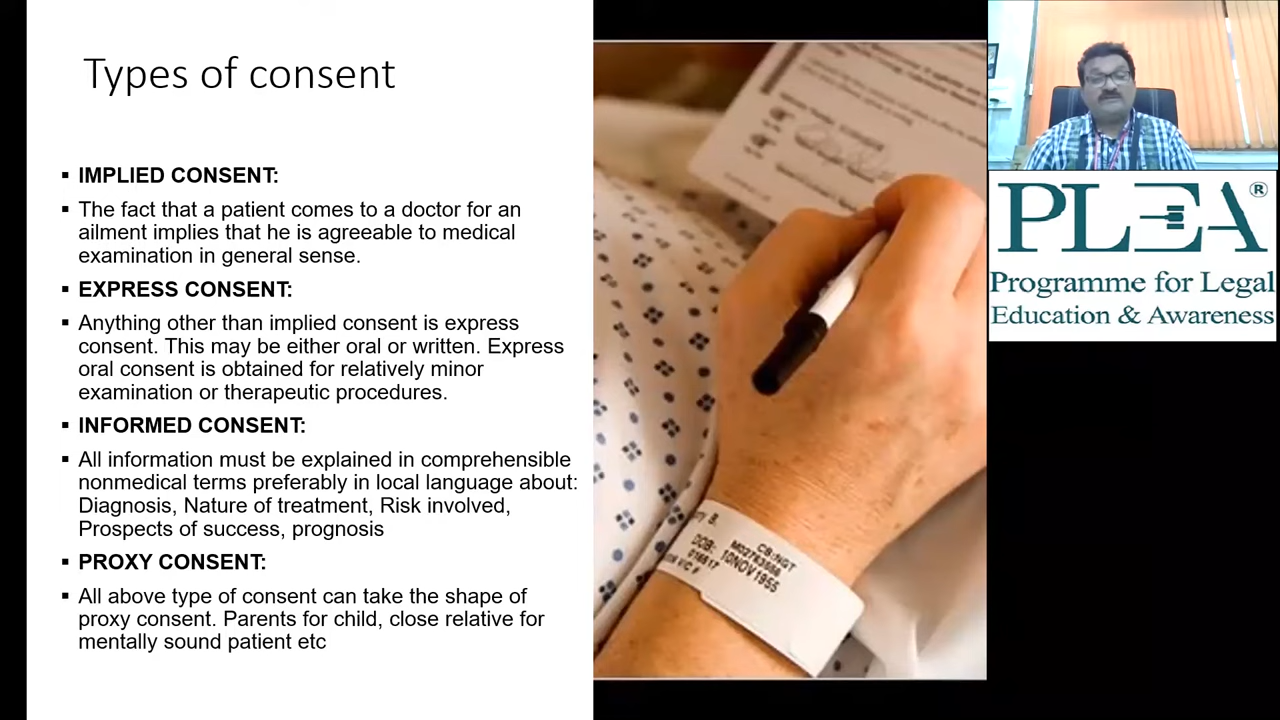 Types of consent
▪ IMPLIED CONSENT:
▪ The fact that a patient comes to a doctor for an
ailment implies that he is agreeable to medical
examination in general sense.
▪ EXPRESS CONSENT:
▪ Anything other than implied consent is express
consent. This may be either oral or written. Express
oral consent is obtained for relatively minor
examination or therapeutic procedures.
▪ INFORMED CONSENT:
▪ All information must be explained in comprehensible
nonmedical terms preferably in local language about:
Diagnosis, Nature of treatment, Risk involved,
Prospects of success, prognosis
▪ PROXY CONSENT:
▪ All above type of consent can take the shape of
proxy consent. Parents for child, close relative for
mentally sound patient etc
B.
CB:NGT
DOB: 10NOV1955
PLEA®
Programme for Legal
Education & Awareness